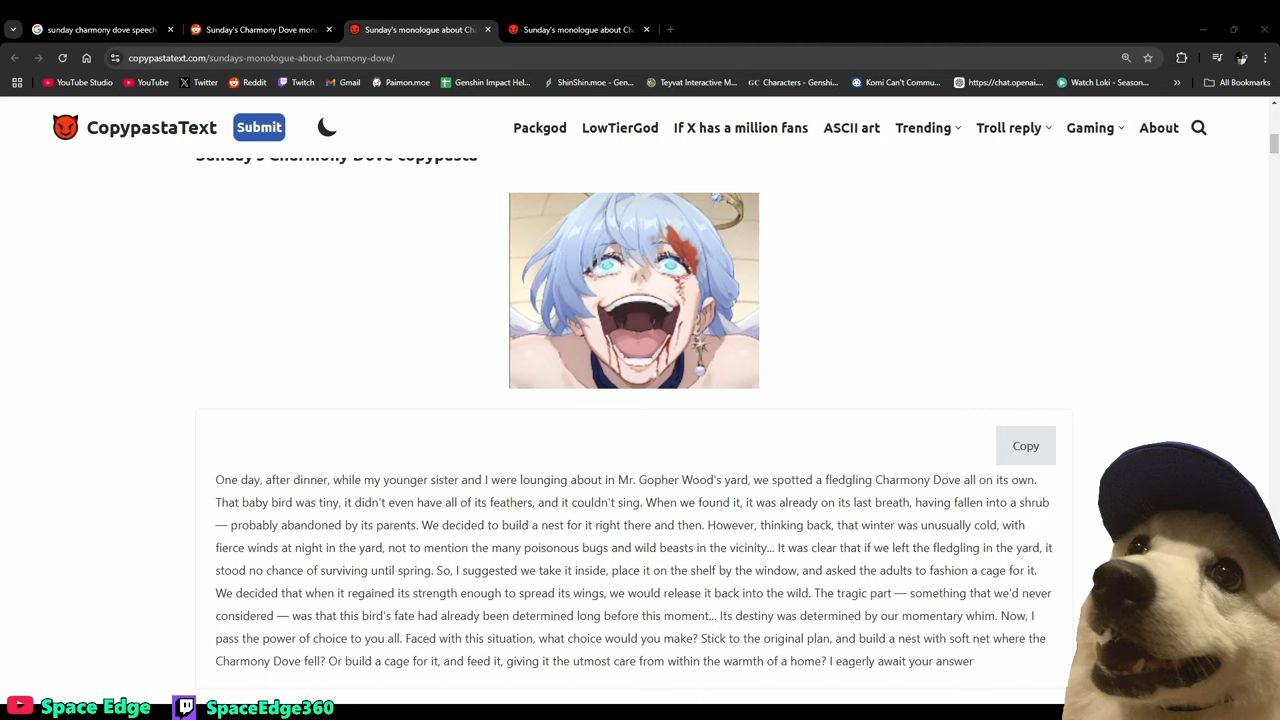 sunday charmony dove speech
Sunday's Charmony Dove mon
Sunday's monologue about Ch
Sunday's monologue about Ch
copypastatext.com/sundays-monologue-about-charmony-dove/
YouTube Studio
YouTube
Twitter
Reddit
Twitch
Gmail
Paimon.moe
Genshin Impact Hel...
ShinShin.moe - Gen...
Teyvat Interactive M...
Characters - Genshi...
Komi Can't Commu...
https://chat.openai....
Watch Loki - Season...
All Bookmarks
CopypastaText
Submit
Packgod
LowTierGod
If X has a million fans
ASCII art
Trending
Troll reply
Gaming
About
Sunday's Charmony Dove copypasta
Copy
One day, after dinner, while my younger sister and I were lounging about in Mr. Gopher Wood's yard, we spotted a fledgling Charmony Dove all on its own.
That baby bird was tiny, it didn't even have all of its feathers, and it couldn't sing. When we found it, it was already on its last breath, having fallen into a shrub
— probably abandoned by its parents. We decided to build a nest for it right there and then. However, thinking back, that winter was unusually cold, with
fierce winds at night in the yard, not to mention the many poisonous bugs and wild beasts in the vicinity... It was clear that if we left the fledgling in the yard, it
stood no chance of surviving until spring. So, I suggested we take it inside, place it on the shelf by the window, and asked the adults to fashion a cage for it.
We decided that when it regained its strength enough to spread its wings, we would release it back into the wild. The tragic part — something that we'd never
considered — was that this bird's fate had already been determined long before this moment... Its destiny was determined by our momentary whim. Now, I
pass the power of choice to you all. Faced with this situation, what choice would you make? Stick to the original plan, and build a nest with soft net where the
Charmony Dove fell? Or build a cage for it, and feed it, giving it the utmost care from within the warmth of a home? I eagerly await your answer
Space Edge
SpaceEdge360